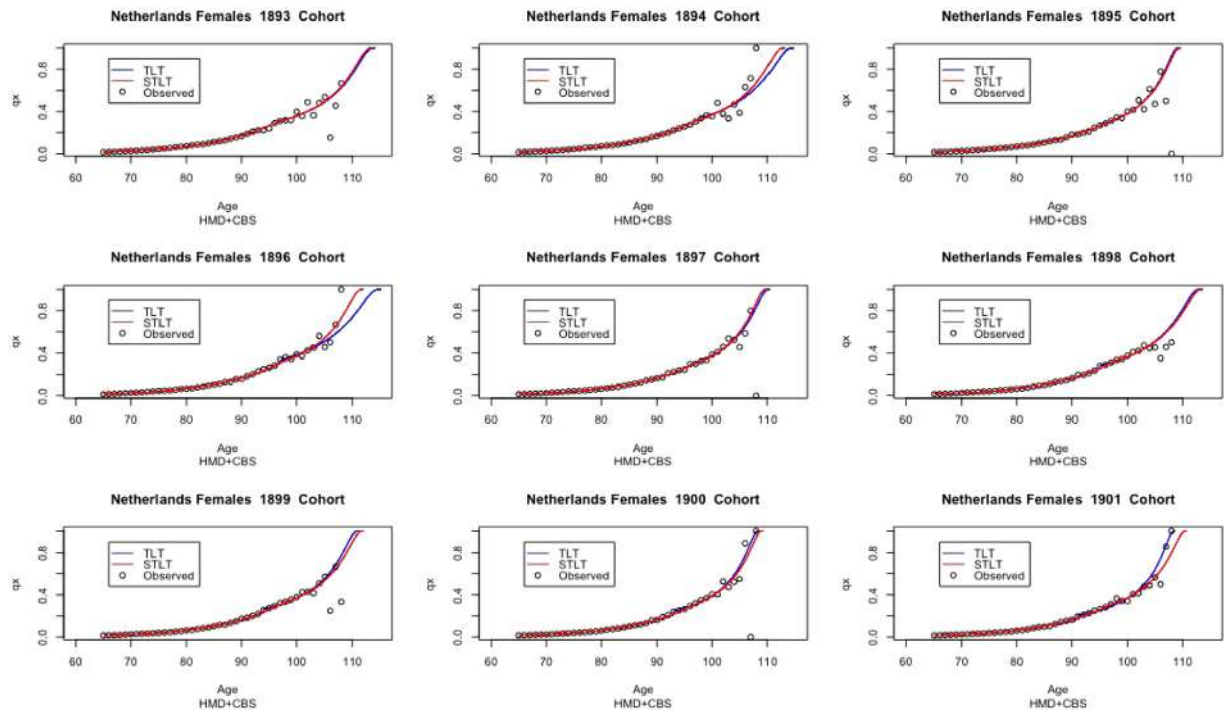 Netherlands Females 1893 Cohort
qx
0.0 0.4 0.8
TLT
STLT
Observed
60 70 80 90 100 110
Age
HMD+CBS
Netherlands Females 1894 Cohort
qx
0.0 0.4 0.8
TLT
STLT
Observed
60 70 80 90 100 110
Age
HMD+CBS
Netherlands Females 1895 Cohort
qx
0.0 0.4 0.8
TLT
STLT
Observed
60 70 80 90 100 110
Age
HMD+CBS
Netherlands Females 1896 Cohort
qx
0.0 0.4 0.8
TLT
STLT
Observed
60 70 80 90 100 110
Age
HMD+CBS
Netherlands Females 1897 Cohort
qx
0.0 0.4 0.8
TLT
STLT
Observed
60 70 80 90 100 110
Age
HMD+CBS
Netherlands Females 1898 Cohort
qx
0.0 0.4 0.8
TLT
STLT
Observed
60 70 80 90 100 110
Age
HMD+CBS
Netherlands Females 1899 Cohort
qx
0.0 0.4 0.8
TLT
STLT
Observed
60 70 80 90 100 110
Age
HMD+CBS
Netherlands Females 1900 Cohort
qx
0.0 0.4 0.8
TLT
STLT
Observed
60 70 80 90 100 110
Age
HMD+CBS
Netherlands Females 1901 Cohort
qx
0.0 0.4 0.8
TLT
STLT
Observed
60 70 80 90 100 110
Age
HMD+CBS